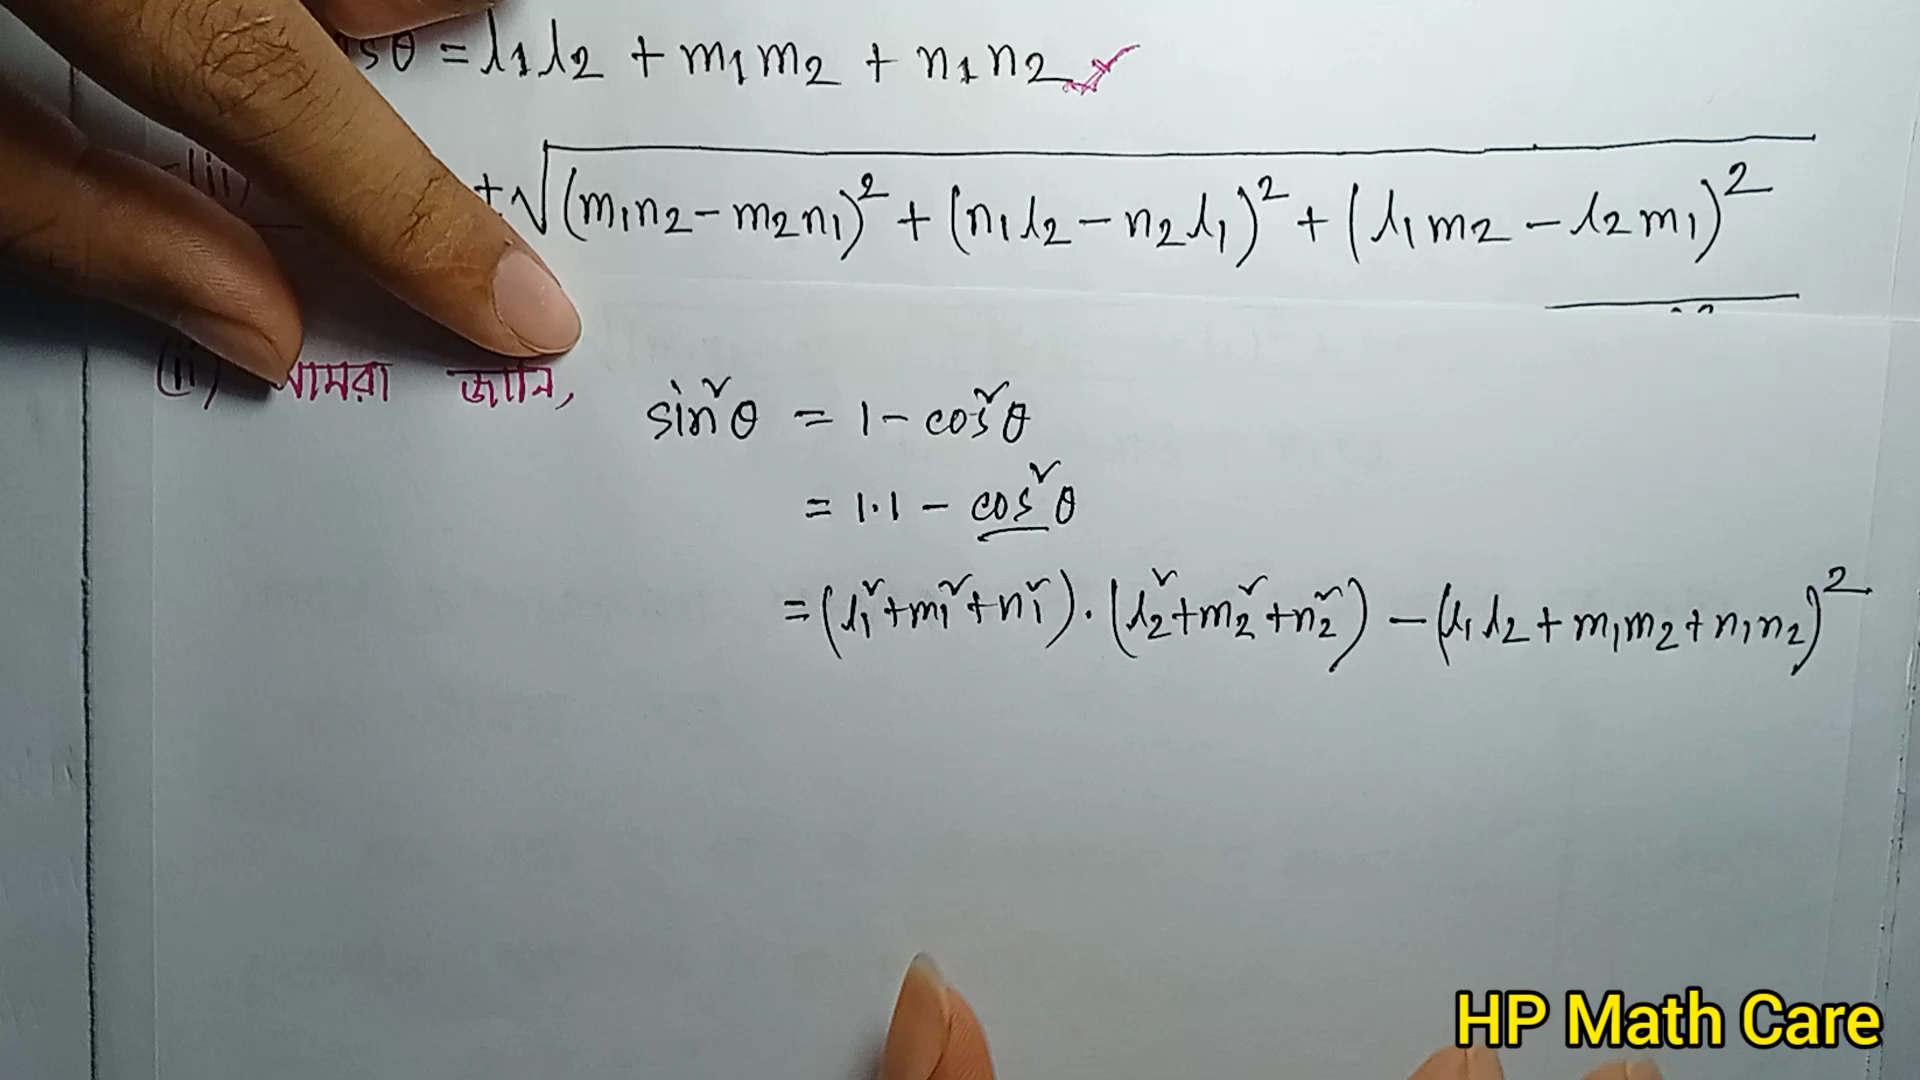 θ = l₁l₂ + m₁m₂ + n₁n₂
± √(m₁n₂ − m₂n₁)² + (n₁l₂ − n₂l₁)² + (l₁m₂ − l₂m₁)²
(ii) আমরা জানি, sin²θ = 1 − cos²θ
= 1·1 − cos²θ
= (l₁² + m₁² + n₁²) · (l₂² + m₂² + n₂²) − (l₁l₂ + m₁m₂ + n₁n₂)²
HP Math Care